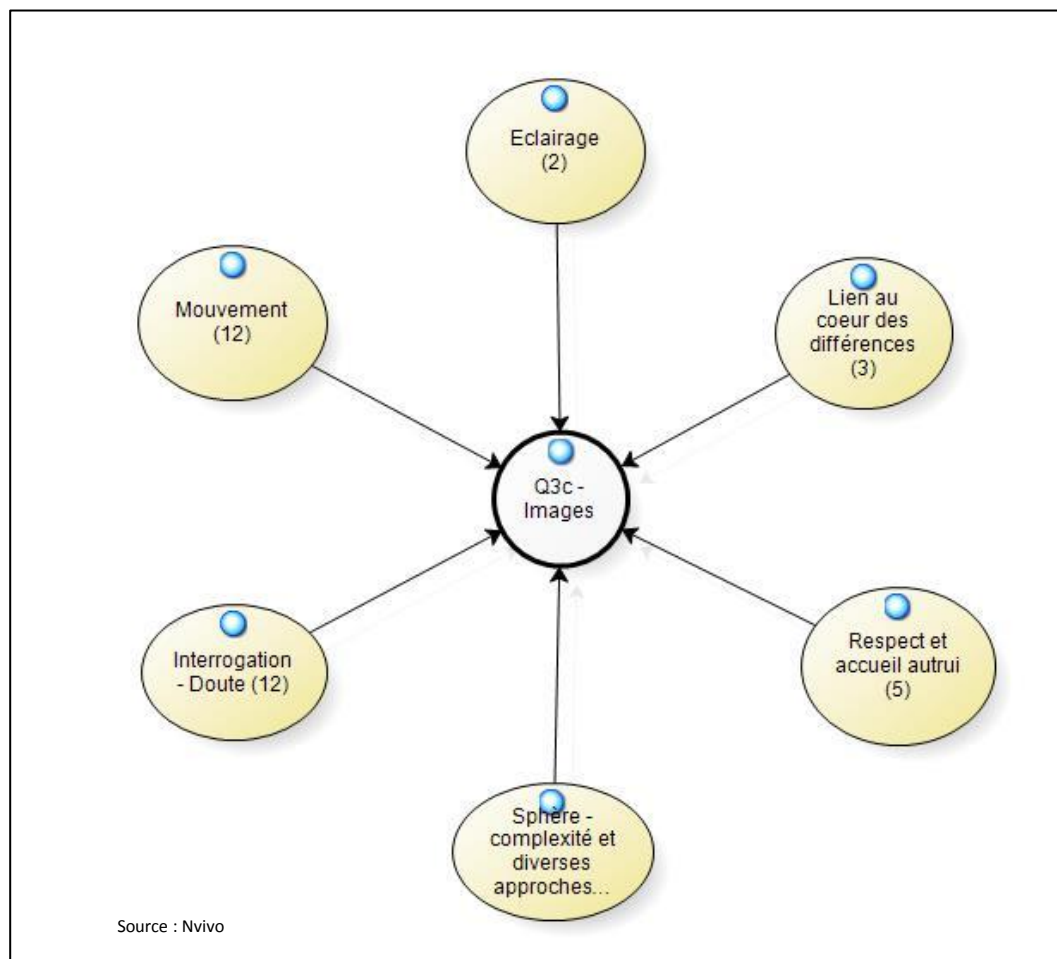 Eclairage
(2)
Mouvement
(12)
Lien au
coeur des
différences
(3)
Q3c -
Images
Interrogation
- Doute (12)
Respect et
accueil autrui
(5)
Sphère -
complexité et
diverses
approches...
Source : Nvivo